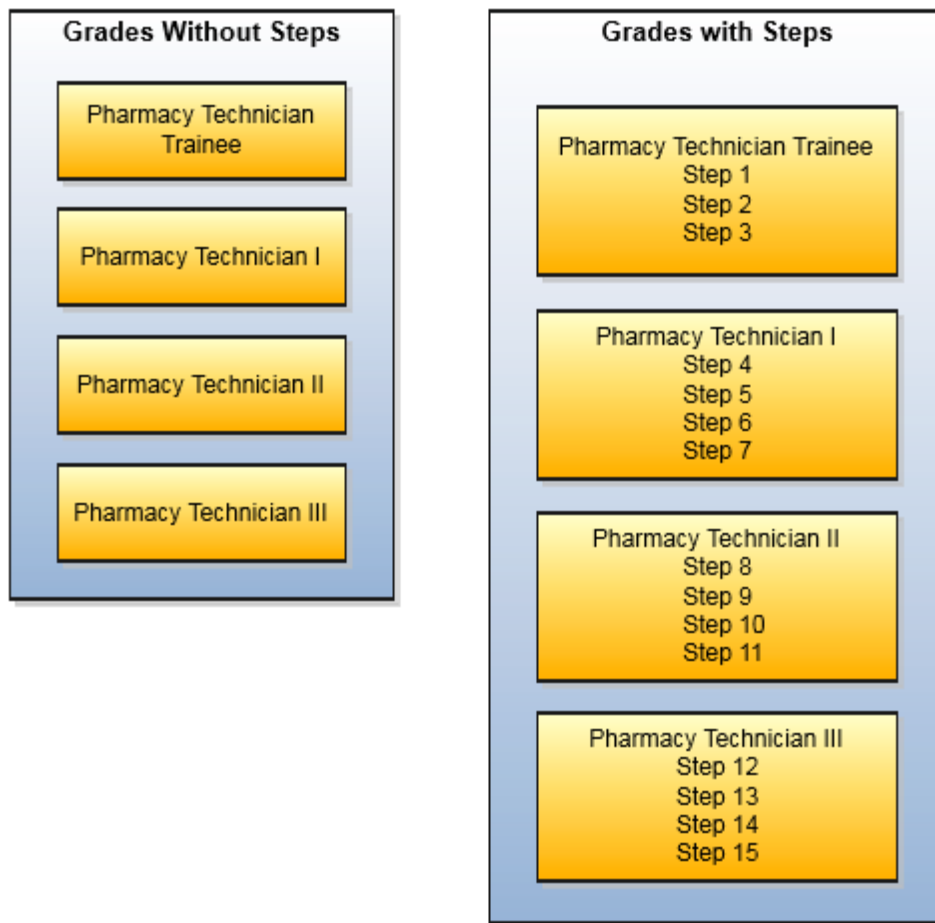 Grades Without Steps
Pharmacy Technician
Trainee
Pharmacy Technician I
Pharmacy Technician II
Pharmacy Technician III
Grades with Steps
Pharmacy Technician Trainee
Step 1
Step 2
Step 3
Pharmacy Technician I
Step 4
Step 5
Step 6
Step 7
Pharmacy Technician II
Step 8
Step 9
Step 10
Step 11
Pharmacy Technician III
Step 12
Step 13
Step 14
Step 15